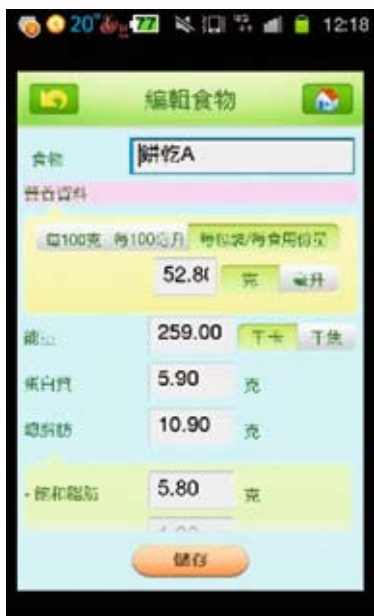 20° 77 12:18
編輯食物
食物 餅乾A
營養資料
每100克 每100毫升 每包裝/每食用份量
52.80 克 毫升
能量 259.00 千卡 千焦
蛋白質 5.90 克
總脂肪 10.90 克
- 飽和脂肪 5.80 克
儲存